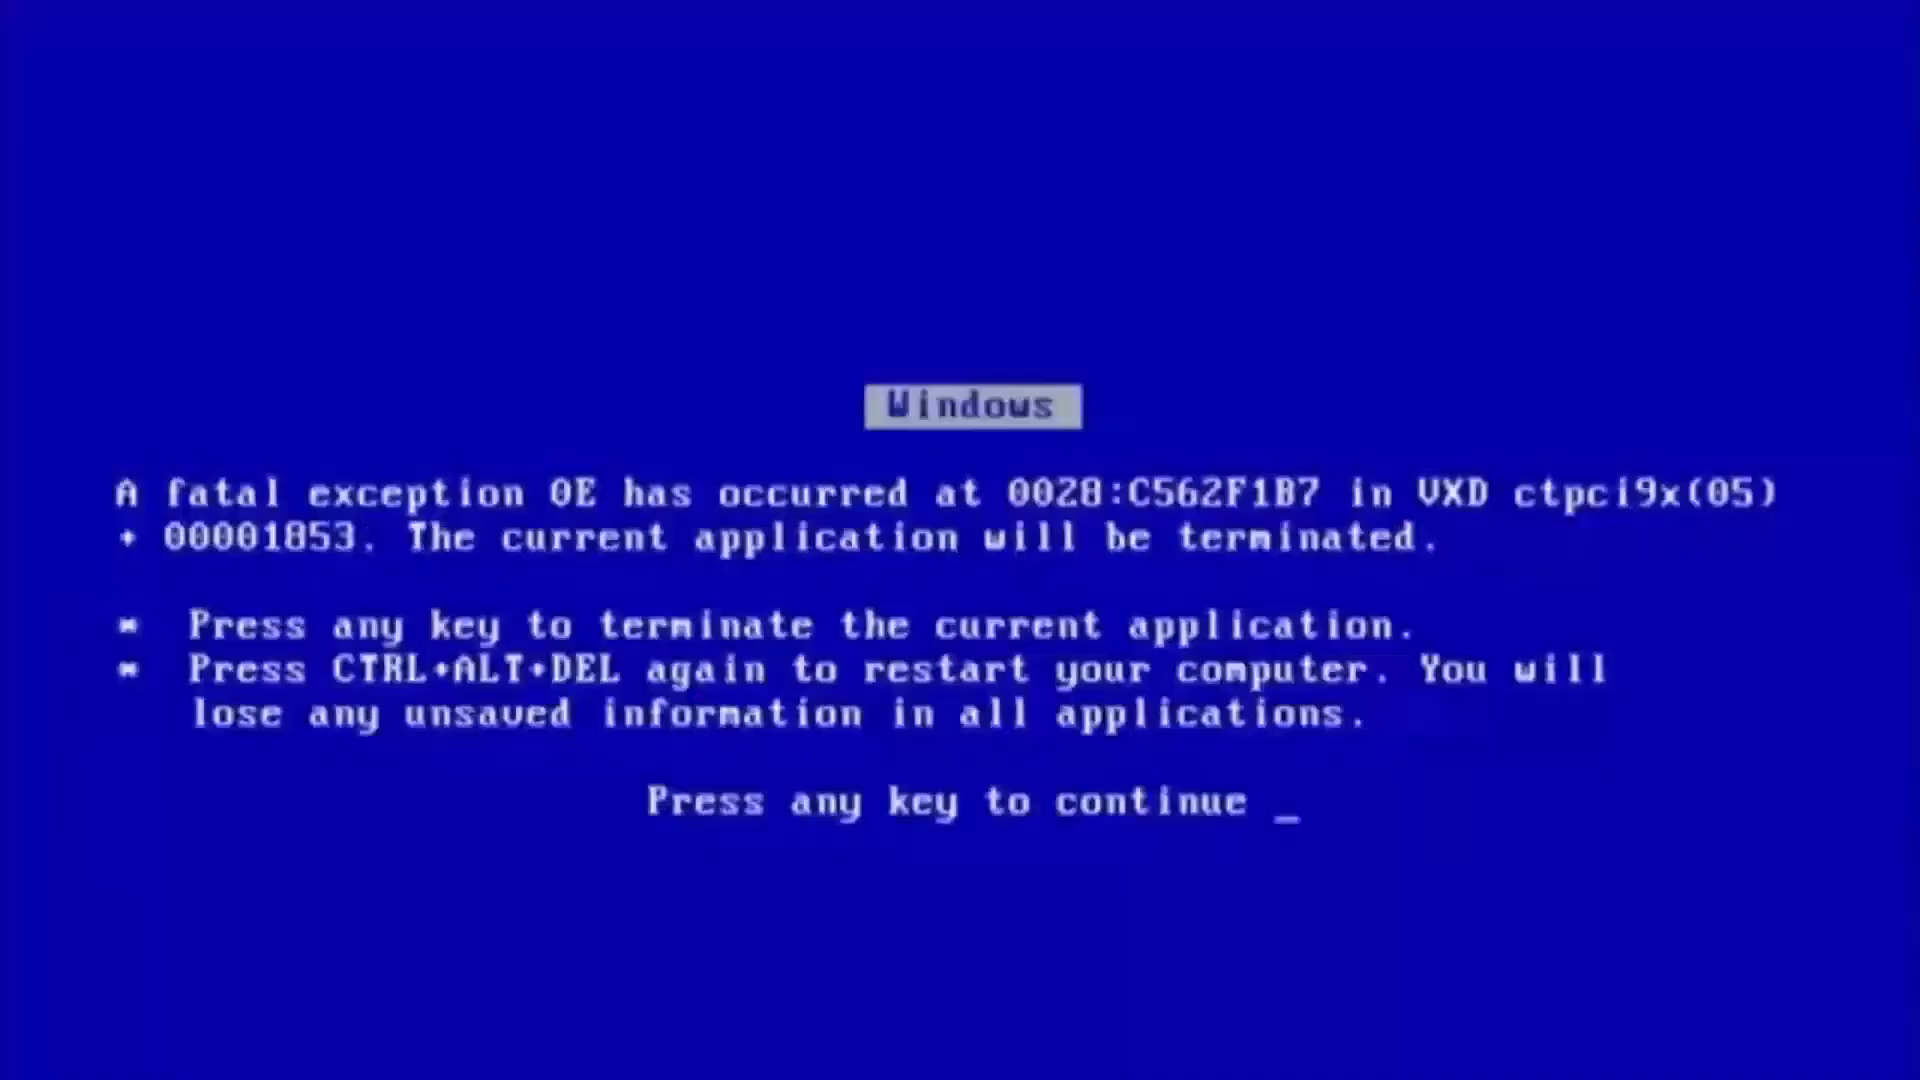 Windows
A fatal exception 0E has occurred at 0028:C562F1B7 in VXD ctpci9x(05)
+ 00001853. The current application will be terminated.
* Press any key to terminate the current application.
* Press CTRL+ALT+DEL again to restart your computer. You will
lose any unsaved information in all applications.
Press any key to continue _